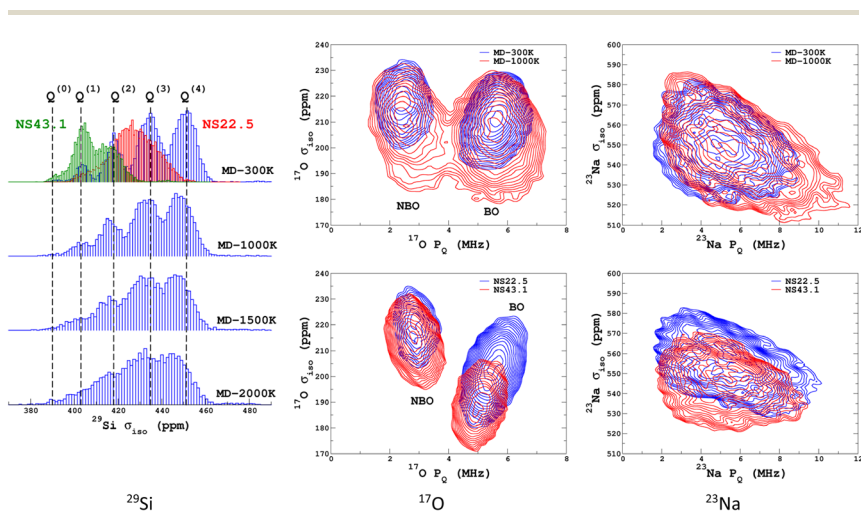 Q(0) Q(1) Q(2) Q(3) Q(4)
NS43.1
NS22.5
MD-300K
MD-1000K
MD-1500K
MD-2000K
380 400 420 440 460 480
29Si σiso (ppm)
29Si
MD-300K
MD-1000K
240
230
220
210
200
190
180
170
17O σiso (ppm)
NBO
BO
0 2 4 6 8
17O PQ (MHz)
NS22.5
NS43.1
240
230
220
210
200
190
180
170
17O σiso (ppm)
BO
NBO
0 2 4 6 8
17O PQ (MHz)
17O
MD-300K
MD-1000K
600
590
580
570
560
550
540
530
520
510
23Na σiso (ppm)
0 2 4 6 8 10 12
23Na PQ (MHz)
NS22.5
NS43.1
600
580
560
540
520
500
23Na σiso (ppm)
0 2 4 6 8 10 12
23Na PQ (MHz)
23Na